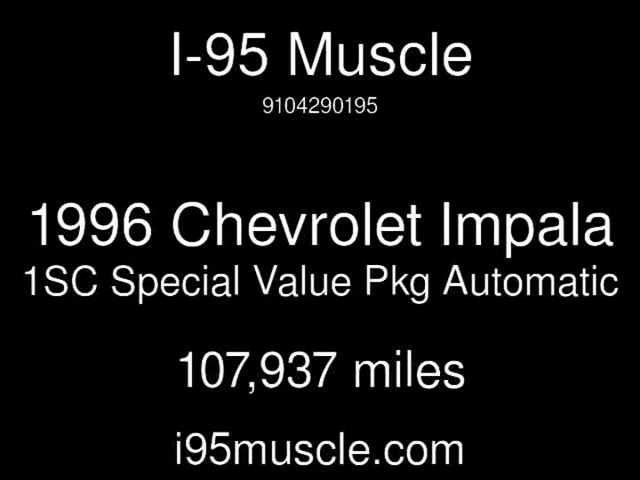 I-95 Muscle
9104290195
1996 Chevrolet Impala
1SC Special Value Pkg Automatic
107,937 miles
i95muscle.com